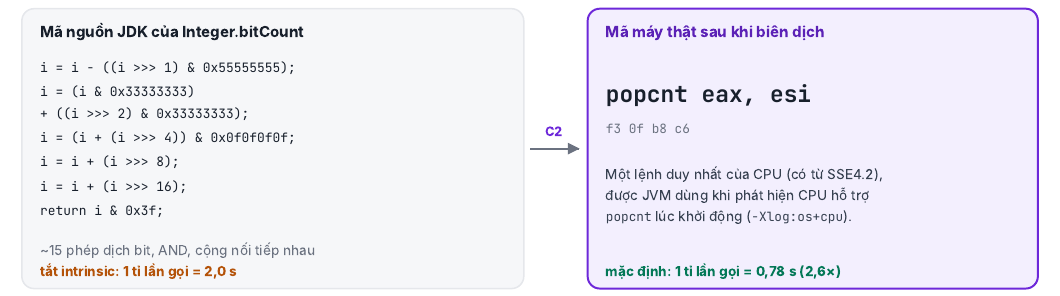 Mã nguồn JDK của Integer.bitCount
i = i - ((i >>> 1) & 0x55555555);
i = (i & 0x33333333)
+ ((i >>> 2) & 0x33333333);
i = (i + (i >>> 4)) & 0x0f0f0f0f;
i = i + (i >>> 8);
i = i + (i >>> 16);
return i & 0x3f;
~15 phép dịch bit, AND, cộng nối tiếp nhau
tắt intrinsic: 1 tỉ lần gọi = 2,0 s
C2
Mã máy thật sau khi biên dịch
popcnt eax, esi
f3 0f b8 c6
Một lệnh duy nhất của CPU (có từ SSE4.2),
được JVM dùng khi phát hiện CPU hỗ trợ
popcnt lúc khởi động (-Xlog:os+cpu).
mặc định: 1 tỉ lần gọi = 0,78 s (2,6×)